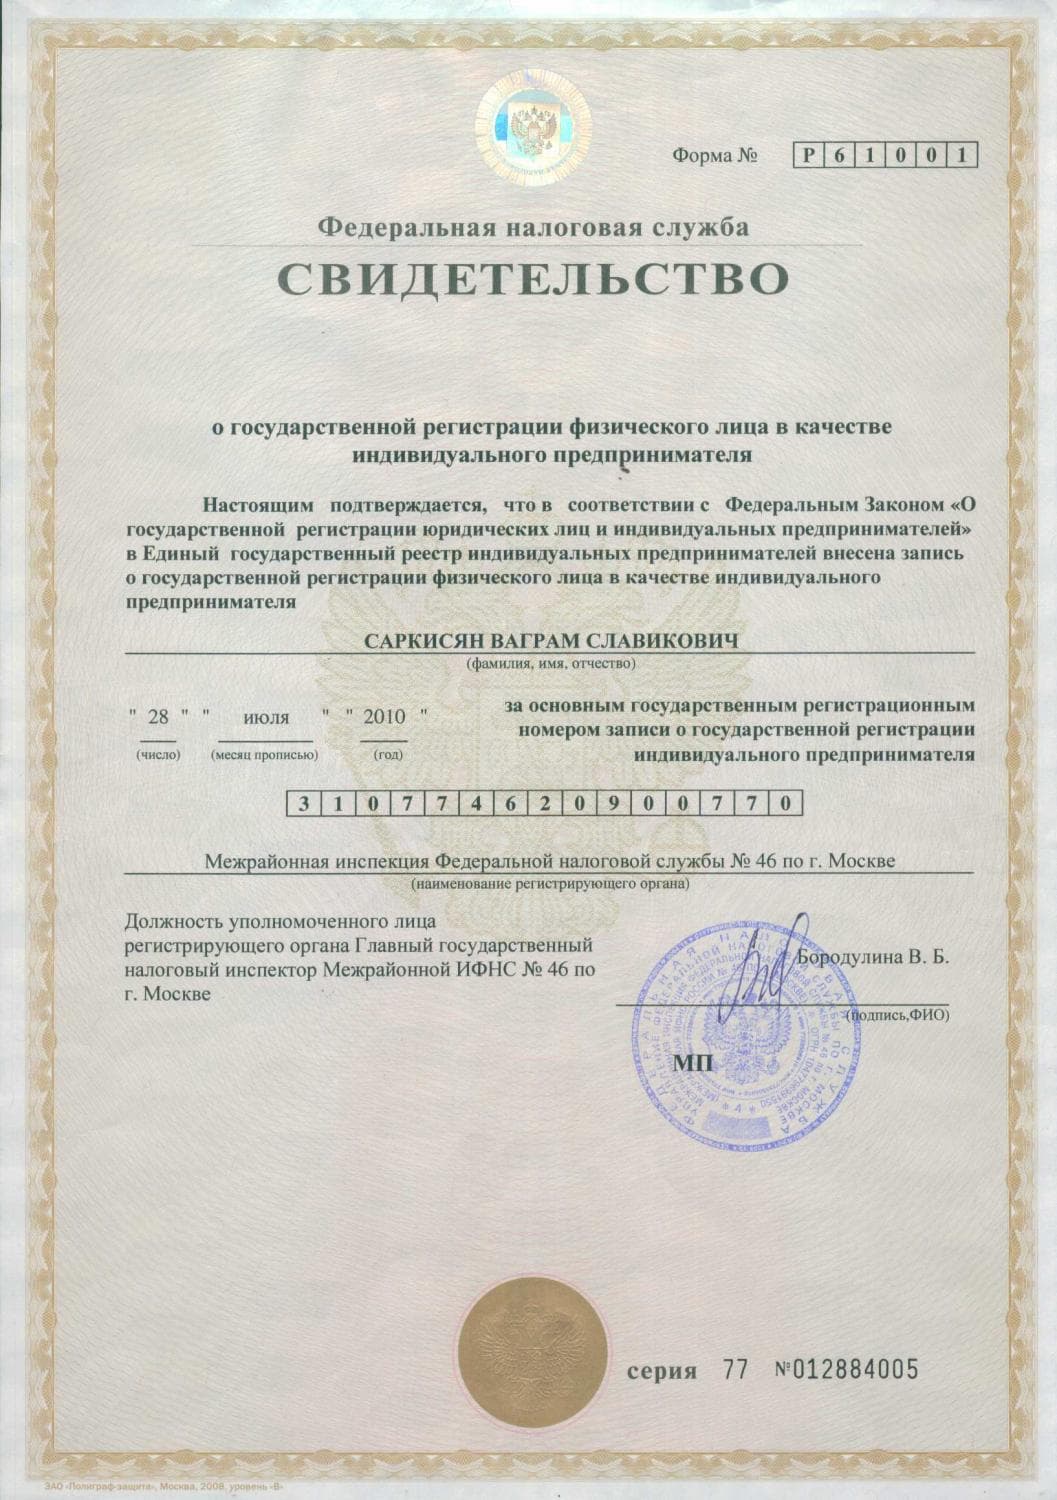 Форма № Р 6 1 0 0 1
Федеральная налоговая служба
СВИДЕТЕЛЬСТВО
о государственной регистрации физического лица в качестве
индивидуального предпринимателя
Настоящим подтверждается, что в соответствии с Федеральным Законом «О
государственной регистрации юридических лиц и индивидуальных предпринимателей»
в Единый государственный реестр индивидуальных предпринимателей внесена запись
о государственной регистрации физического лица в качестве индивидуального
предпринимателя
САРКИСЯН ВАГРАМ СЛАВИКОВИЧ
(фамилия, имя, отчество)
" 28 " " июля " " 2010 "
(число) (месяц прописью) (год)
за основным государственным регистрационным
номером записи о государственной регистрации
индивидуального предпринимателя
3 1 0 7 7 4 6 2 0 9 0 0 7 7 0
Межрайонная инспекция Федеральной налоговой службы № 46 по г. Москве
(наименование регистрирующего органа)
Должность уполномоченного лица
регистрирующего органа Главный государственный
налоговый инспектор Межрайонной ИФНС № 46 по
г. Москве
Бородулина В. Б.
(подпись,ФИО)
МП
ФЕДЕРАЛЬНАЯ НАЛОГОВАЯ СЛУЖБА
серия 77 №012884005
ЗАО «Полиграф-защита», Москва, 2008, уровень «В»